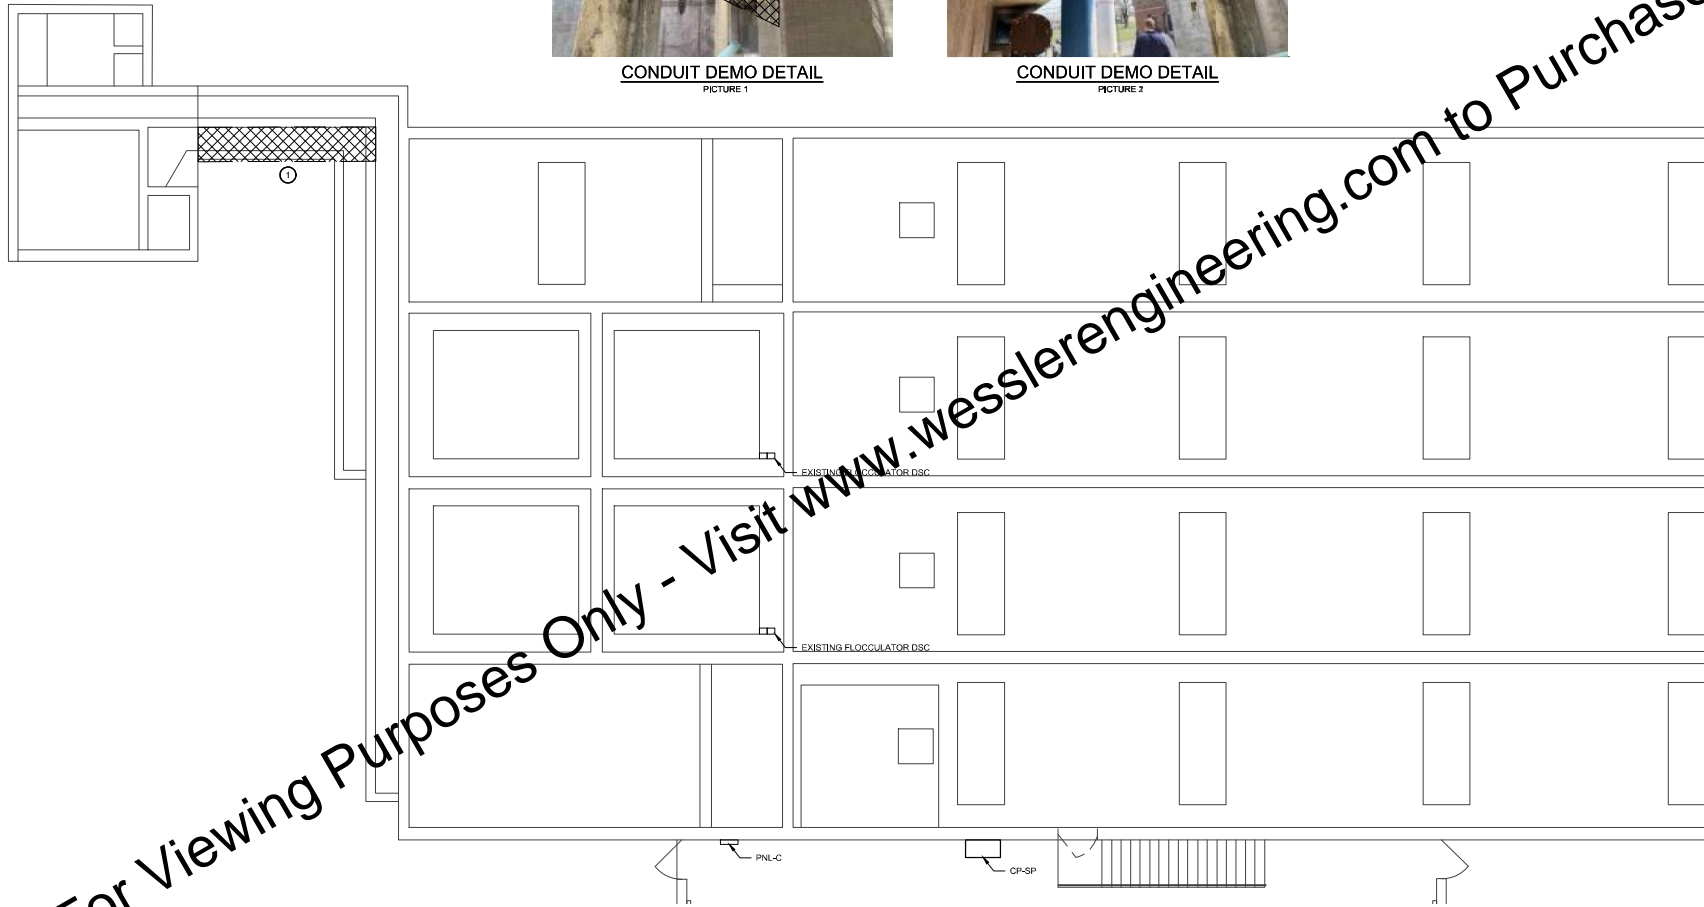 CONDUIT DEMO DETAIL
PICTURE 1
CONDUIT DEMO DETAIL
PICTURE 2
1
EXISTING FLOCCULATOR DSC
EXISTING FLOCCULATOR DSC
PNL-C
CP-SP
For Viewing Purposes Only - Visit www.wesslerengineering.com to Purchase